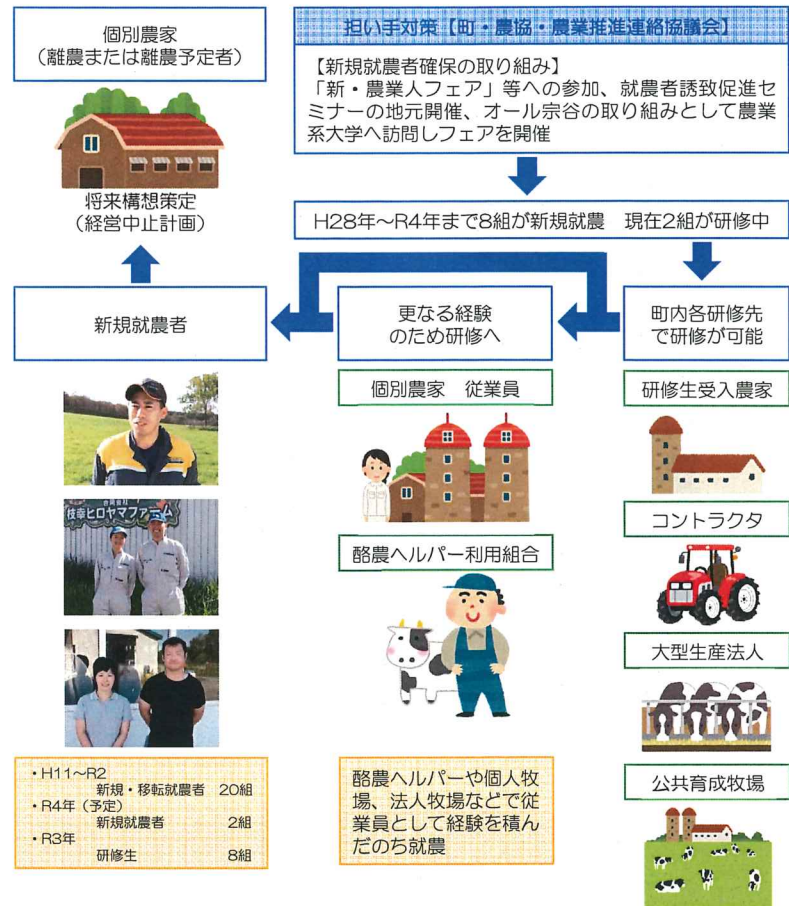 個別農家
（離農または離農予定者）
将来構想策定
（経営中止計画）
担い手対策【町・農協・農業推進連絡協議会】
【新規就農者確保の取り組み】
「新・農業人フェア」等への参加、就農者誘致促進セ
ミナーの地元開催、オール宗谷の取り組みとして農業
系大学へ訪問しフェアを開催
H28年～R4年まで8組が新規就農　現在2組が研修中
新規就農者
更なる経験
のため研修へ
町内各研修先
で研修が可能
個別農家　従業員
酪農ヘルパー利用組合
研修生受入農家
コントラクタ
大型生産法人
公共育成牧場
合同会社
枝幸ヒロヤマファーム
・H11～R2
新規・移転就農者　20組
・R4年（予定）
新規就農者　2組
・R3年
研修生　8組
酪農ヘルパーや個人牧
場、法人牧場などで従
業員として経験を積ん
だのち就農